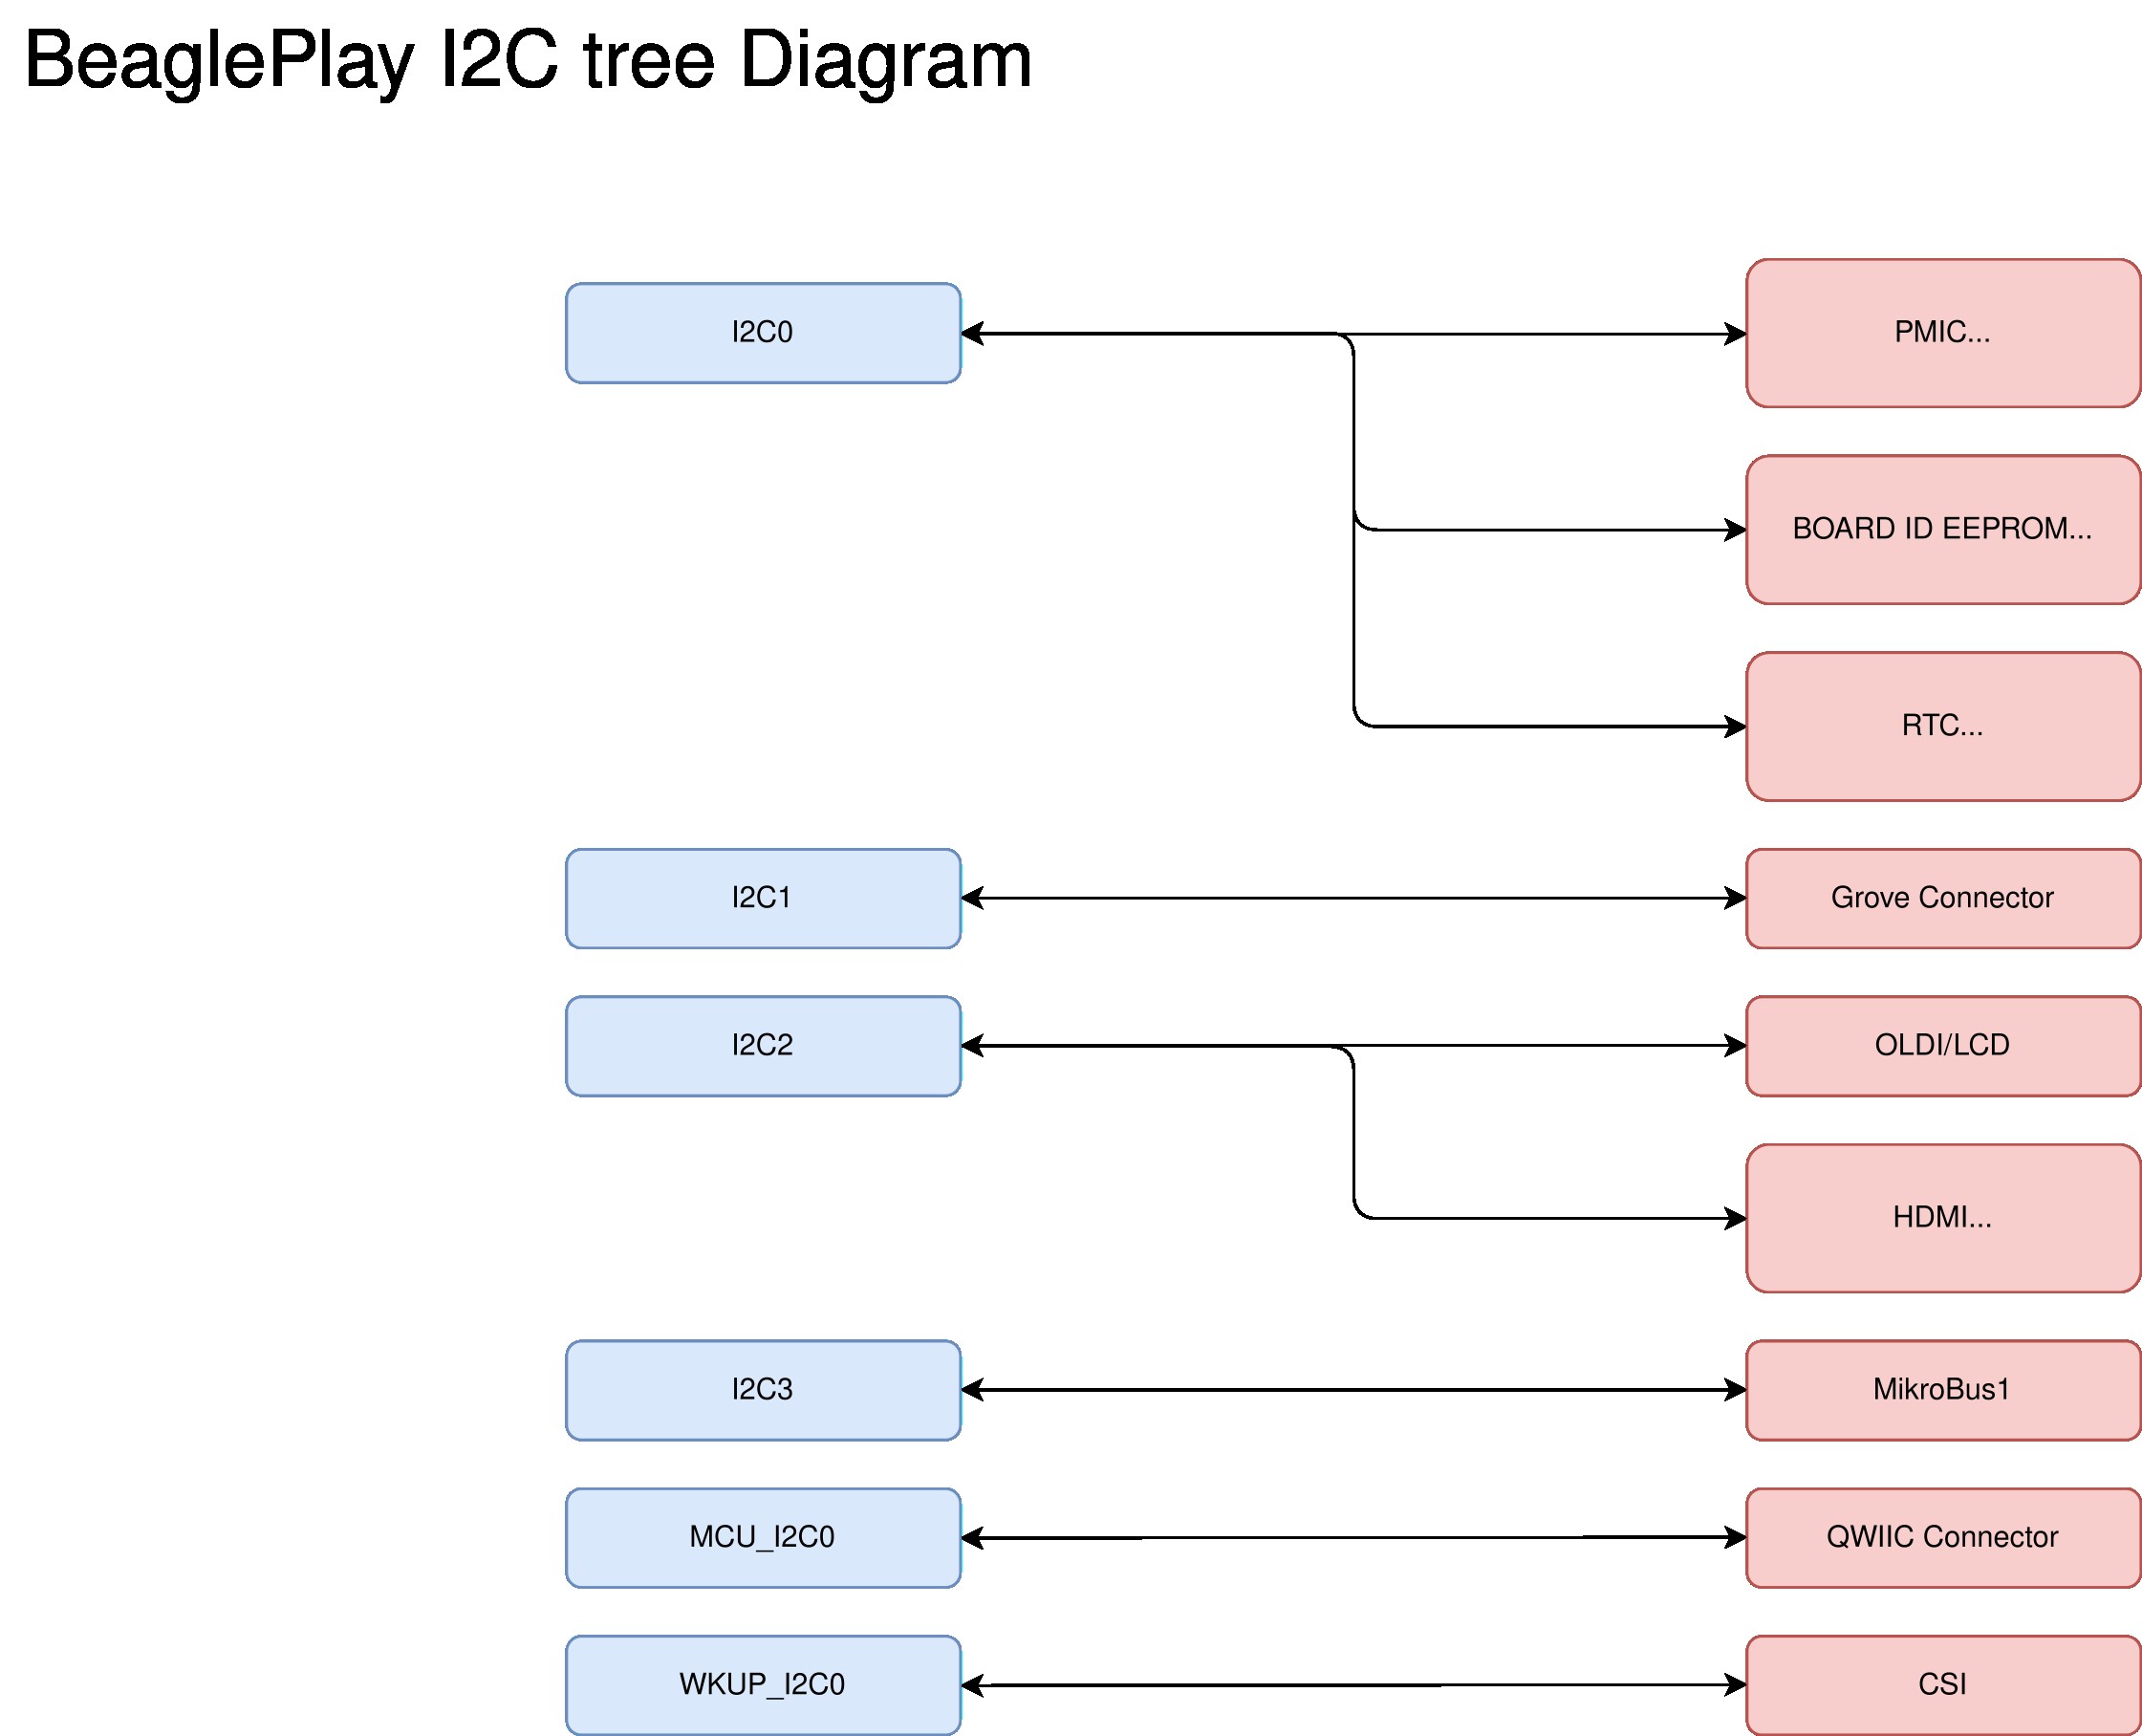 BeaglePlay I2C tree Diagram
I2C0
PMIC...
BOARD ID EEPROM...
RTC...
I2C1
Grove Connector
I2C2
OLDI/LCD
HDMI...
I2C3
MikroBus1
MCU_I2C0
QWIIC Connector
WKUP_I2C0
CSI